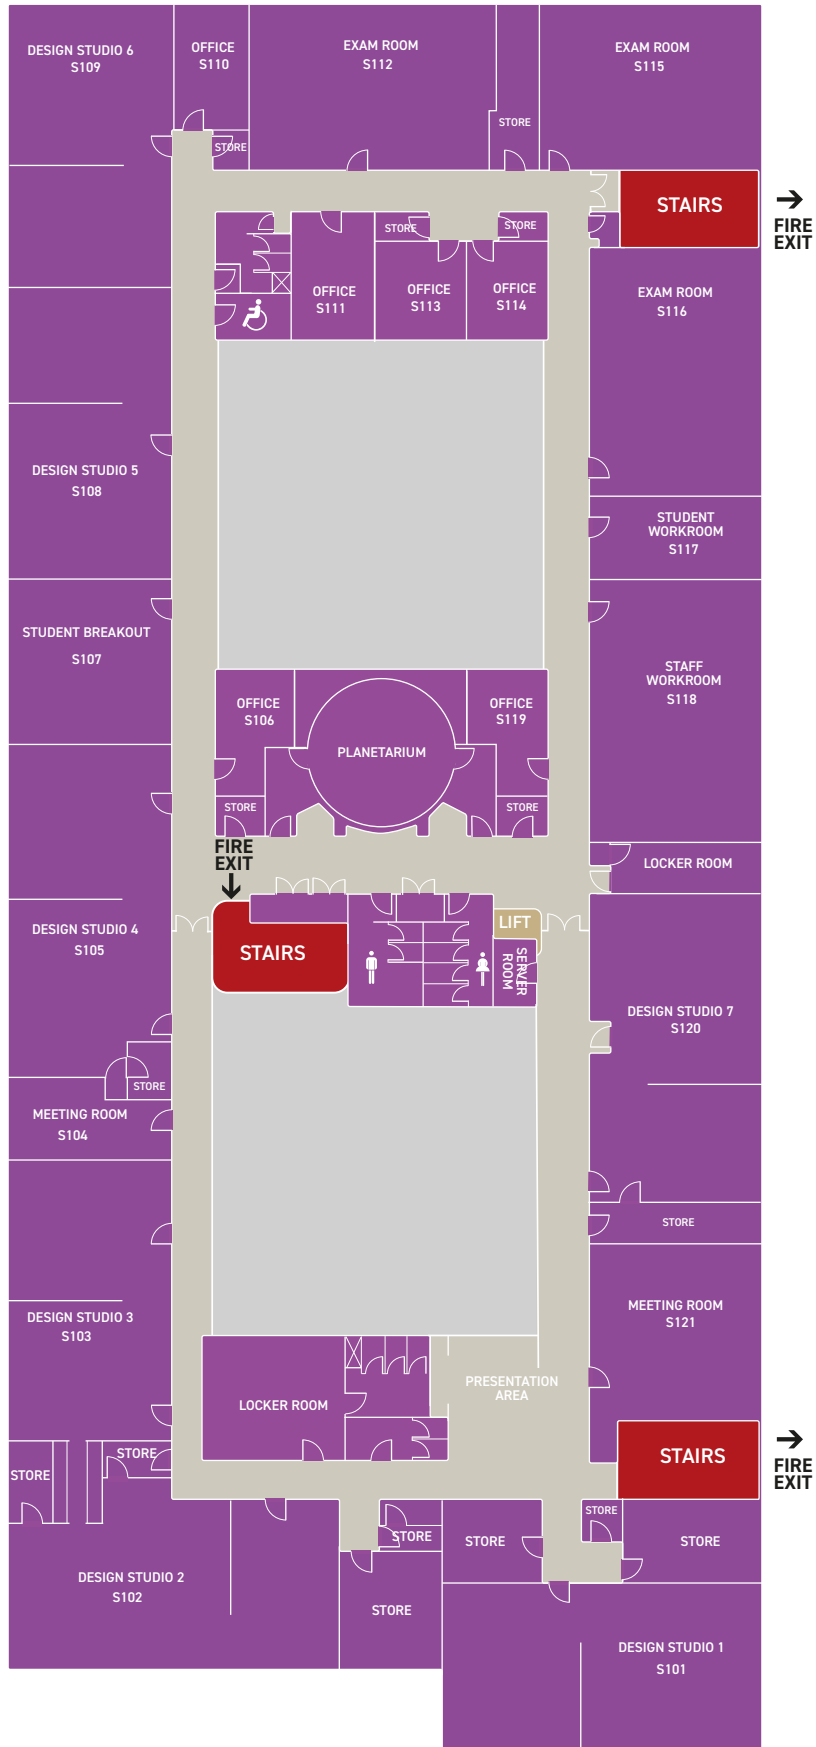 DESIGN STUDIO 6
S109
OFFICE
S110
STORE
EXAM ROOM
S112
STORE
EXAM ROOM
S115
STAIRS
FIRE
EXIT
STORE
STORE
OFFICE
S111
OFFICE
S113
OFFICE
S114
EXAM ROOM
S116
DESIGN STUDIO 5
S108
STUDENT
WORKROOM
S117
STUDENT BREAKOUT
S107
STAFF
WORKROOM
S118
OFFICE
S106
PLANETARIUM
OFFICE
S119
STORE
STORE
FIRE
EXIT
LOCKER ROOM
DESIGN STUDIO 4
S105
STAIRS
LIFT
SERVER
ROOM
DESIGN STUDIO 7
S120
STORE
MEETING ROOM
S104
STORE
DESIGN STUDIO 3
S103
MEETING ROOM
S121
LOCKER ROOM
PRESENTATION
AREA
STORE
STORE
STAIRS
FIRE
EXIT
STORE
STORE
STORE
STORE
DESIGN STUDIO 2
S102
STORE
DESIGN STUDIO 1
S101